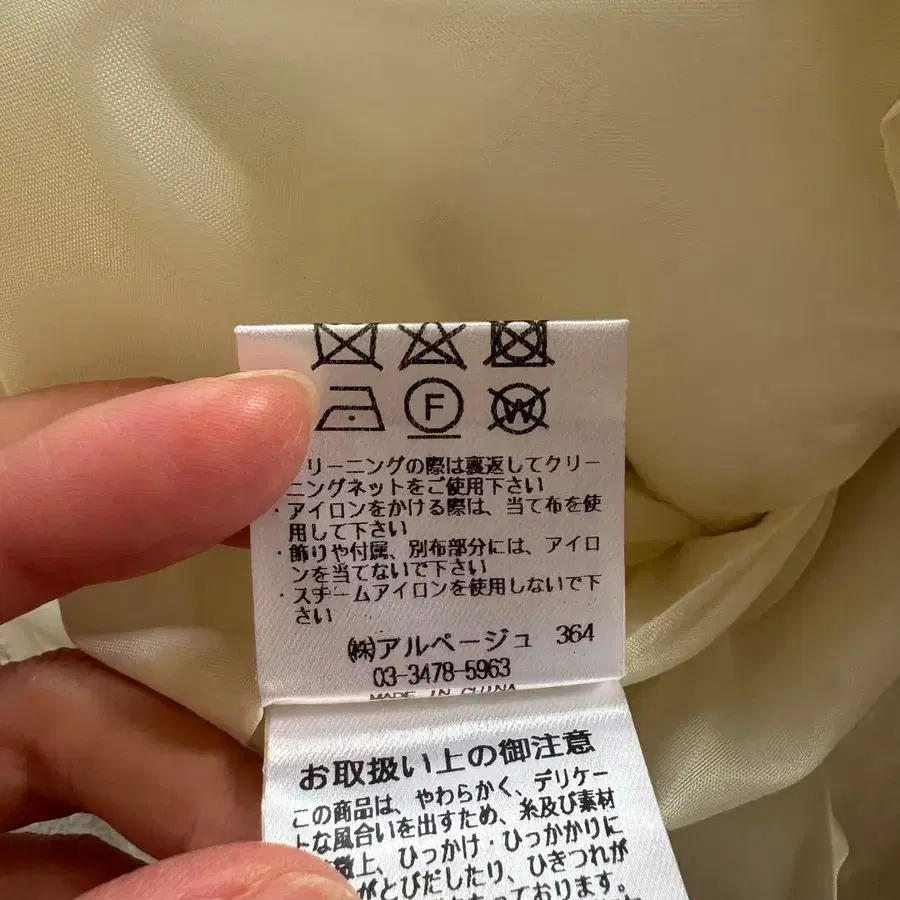 F
W
リーニングの際は裏返してクリー
ニングネットをご使用下さい
・アイロンをかける際は、当て布を使
用して下さい
・飾りや付属、別布部分には、アイロ
ンを当てないで下さい
・スチームアイロンを使用しないで下
さい
㈱アルページュ 364
03-3478-5963
MADE IN CHINA
お取扱い上の御注意
この商品は、やわらかく、デリケー
トな風合いを出すため、糸及び素材
上、ひっかけ・ひっかかりに
がとびだしたり、ひきつれが
おります。